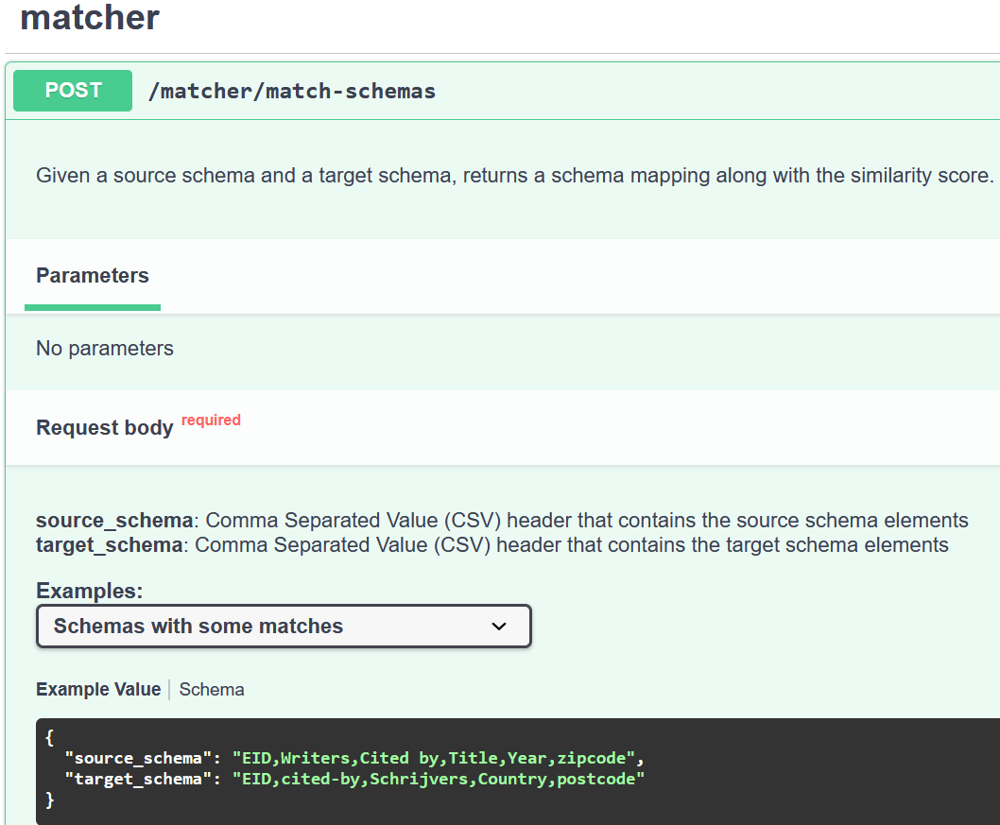 matcher
POST /matcher/match-schemas
Given a source schema and a target schema, returns a schema mapping along with the similarity score.
Parameters
No parameters
Request body required
source_schema: Comma Separated Value (CSV) header that contains the source schema elements
target_schema: Comma Separated Value (CSV) header that contains the target schema elements
Examples:
Schemas with some matches
Example Value | Schema
{
"source_schema": "EID,Writers,Cited by,Title,Year,zipcode",
"target_schema": "EID,cited-by,Schrijvers,Country,postcode"
}